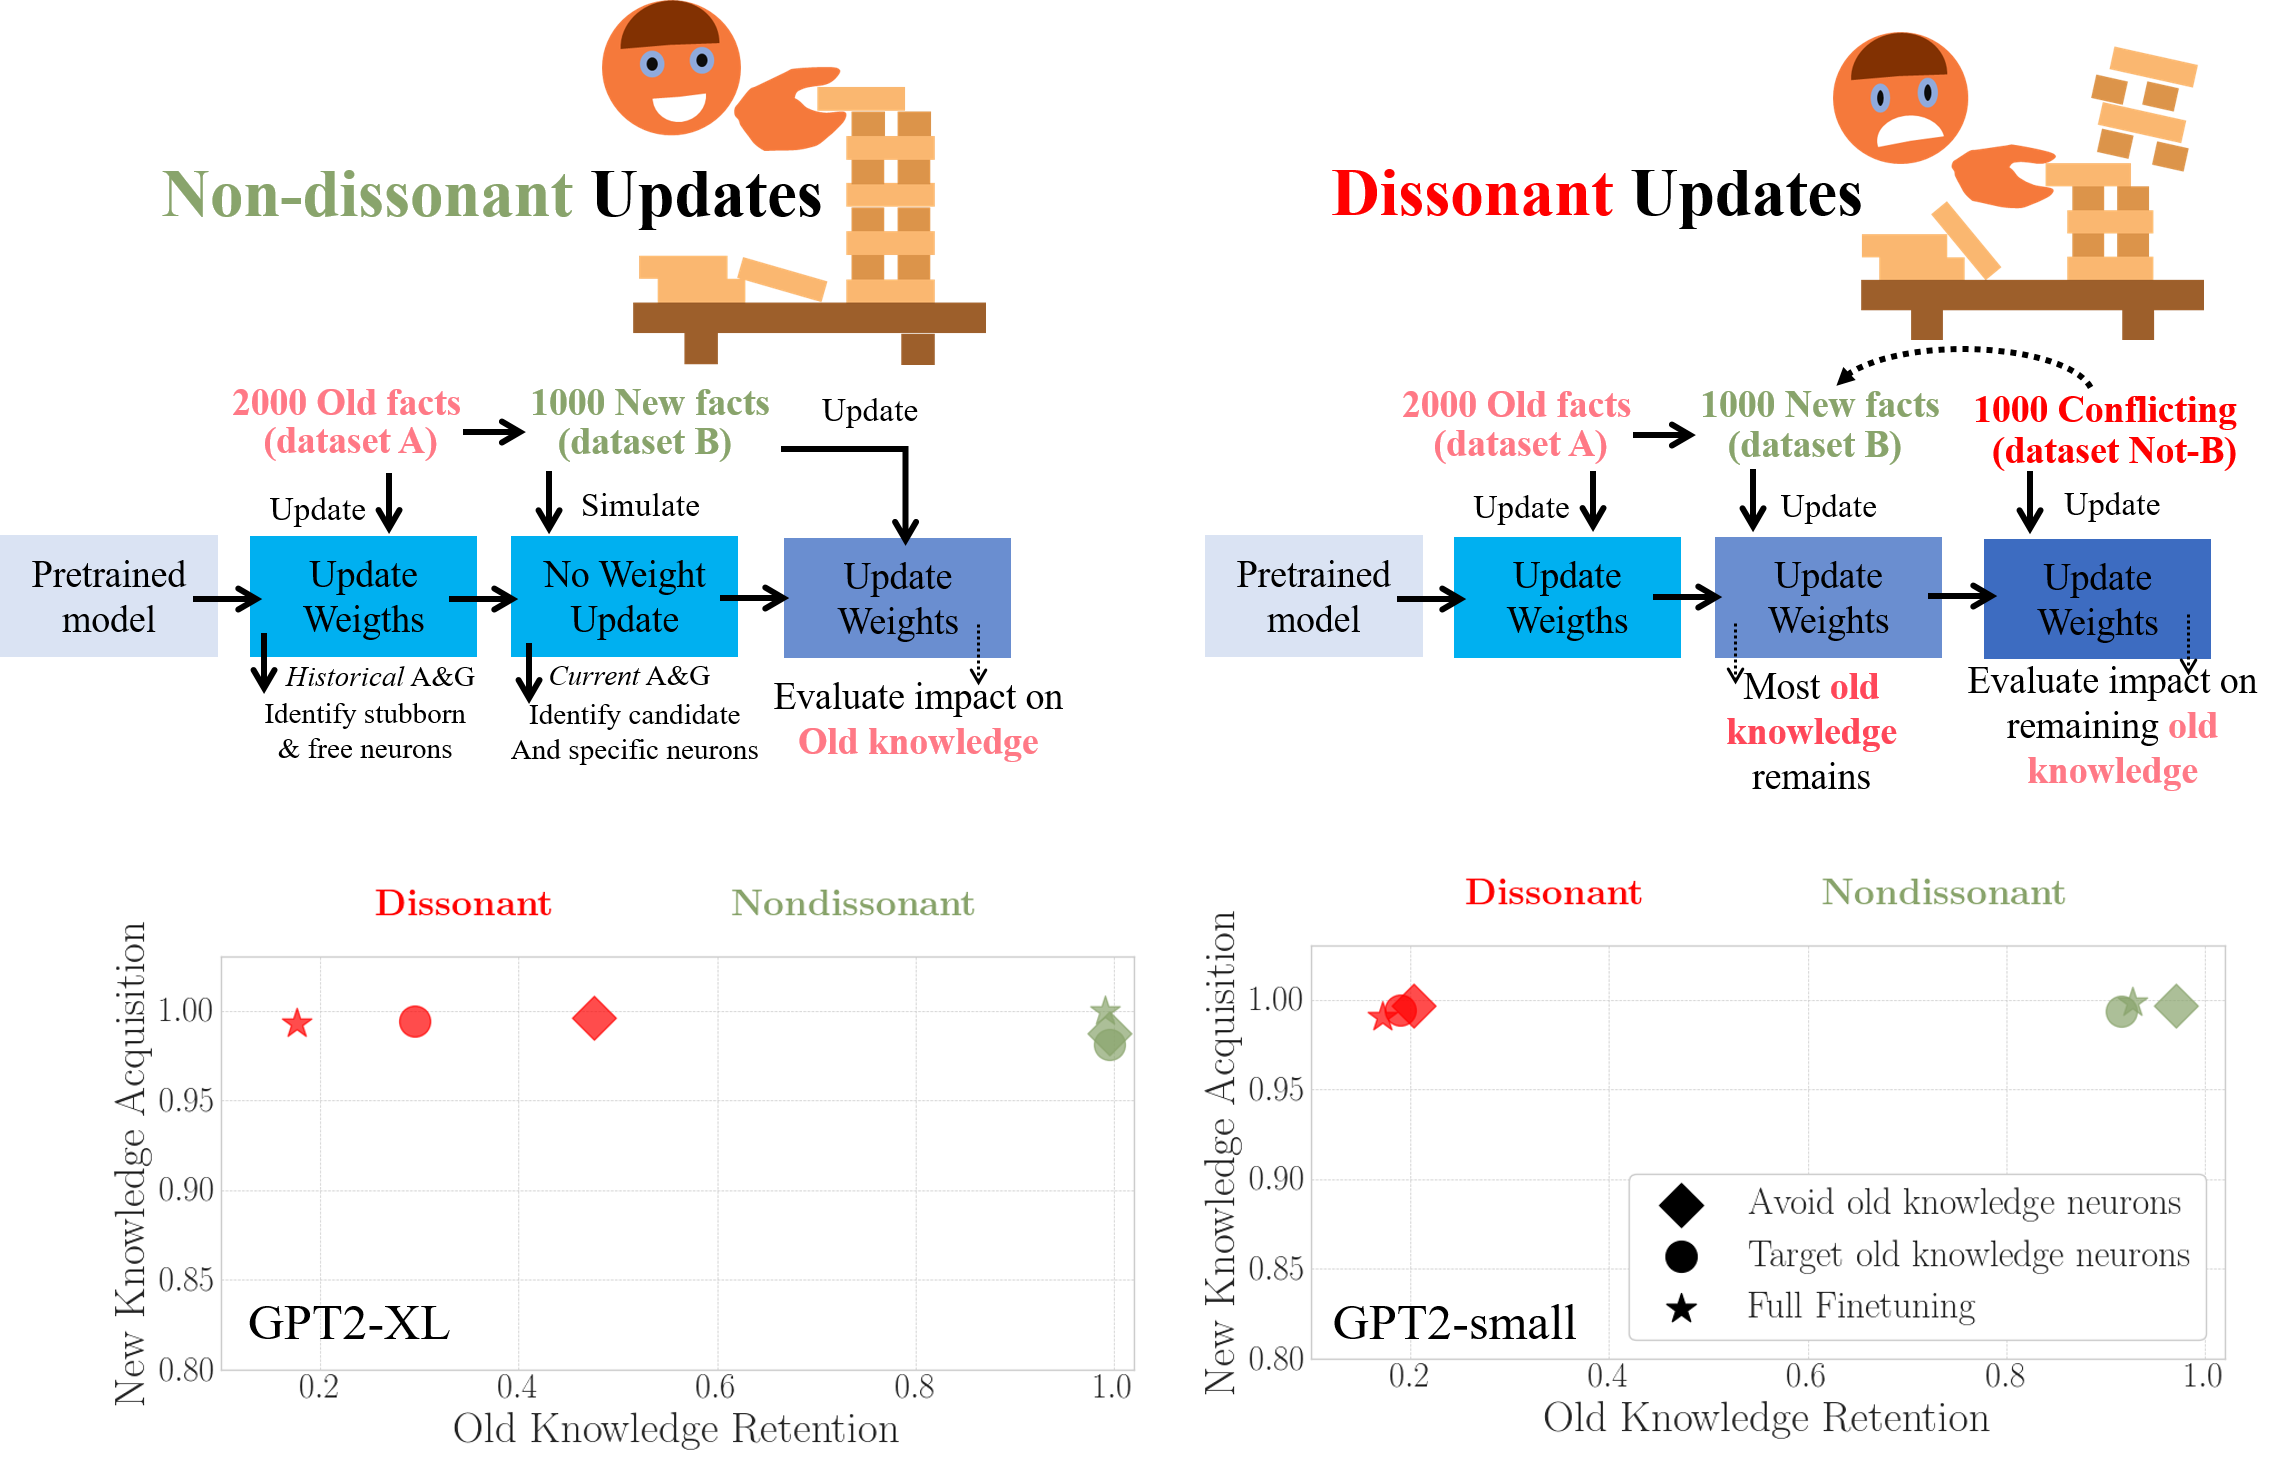 Non-dissonant Updates
2000 Old facts
(dataset A)
1000 New facts
(dataset B)
Update
Update
Simulate
Pretrained
model
Update
Weigths
No Weight
Update
Update
Weights
Historical A&G
Identify stubborn
& free neurons
Current A&G
Identify candidate
And specific neurons
Evaluate impact on
Old knowledge
Dissonant Updates
2000 Old facts
(dataset A)
1000 New facts
(dataset B)
1000 Conflicting
(dataset Not-B)
Update
Update
Update
Pretrained
model
Update
Weigths
Update
Weights
Update
Weights
Most old
knowledge
remains
Evaluate impact on
remaining old
knowledge
Dissonant
Nondissonant
New Knowledge Acquisition
1.00
0.95
0.90
0.85
0.80
GPT2-XL
0.2
0.4
0.6
0.8
1.0
Old Knowledge Retention
Dissonant
Nondissonant
New Knowledge Acquisition
1.00
0.95
0.90
0.85
0.80
GPT2-small
Avoid old knowledge neurons
Target old knowledge neurons
Full Finetuning
0.2
0.4
0.6
0.8
1.0
Old Knowledge Retention